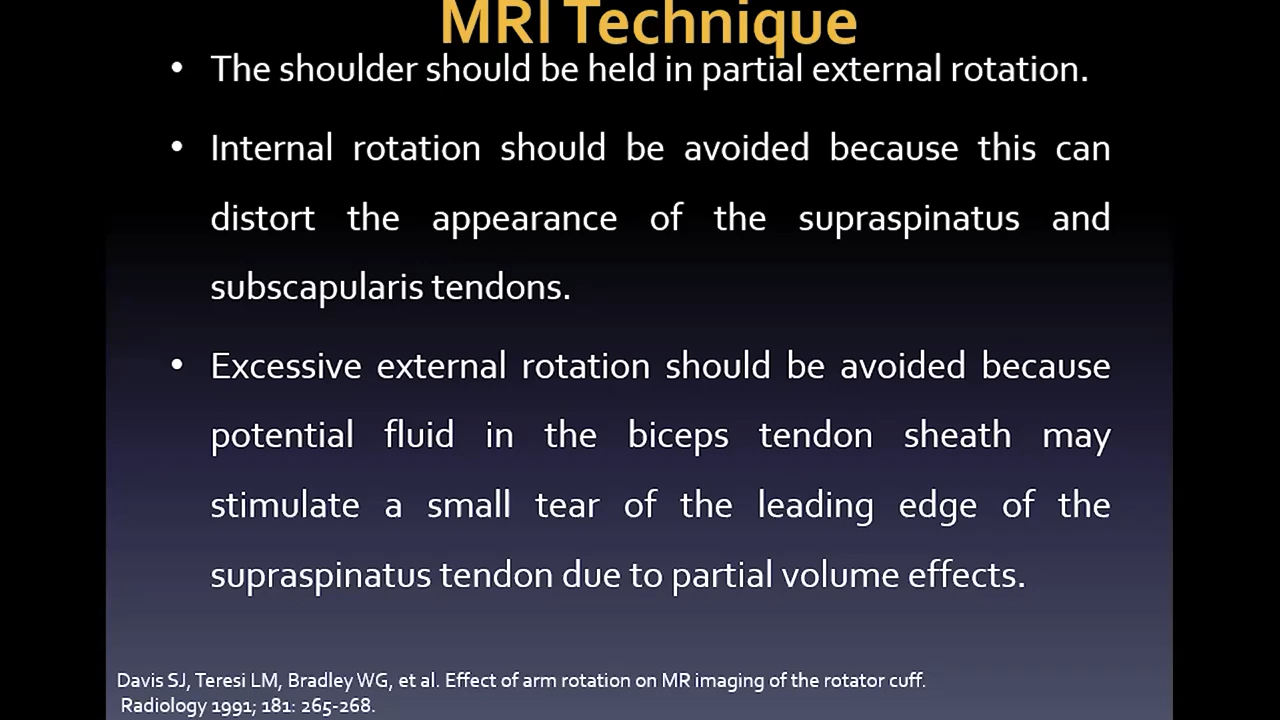 MRI Technique
• The shoulder should be held in partial external rotation.
• Internal rotation should be avoided because this can
distort the appearance of the supraspinatus and
subscapularis tendons.
• Excessive external rotation should be avoided because
potential fluid in the biceps tendon sheath may
stimulate a small tear of the leading edge of the
supraspinatus tendon due to partial volume effects.
Davis SJ, Teresi LM, Bradley WG, et al. Effect of arm rotation on MR imaging of the rotator cuff.
Radiology 1991; 181: 265-268.